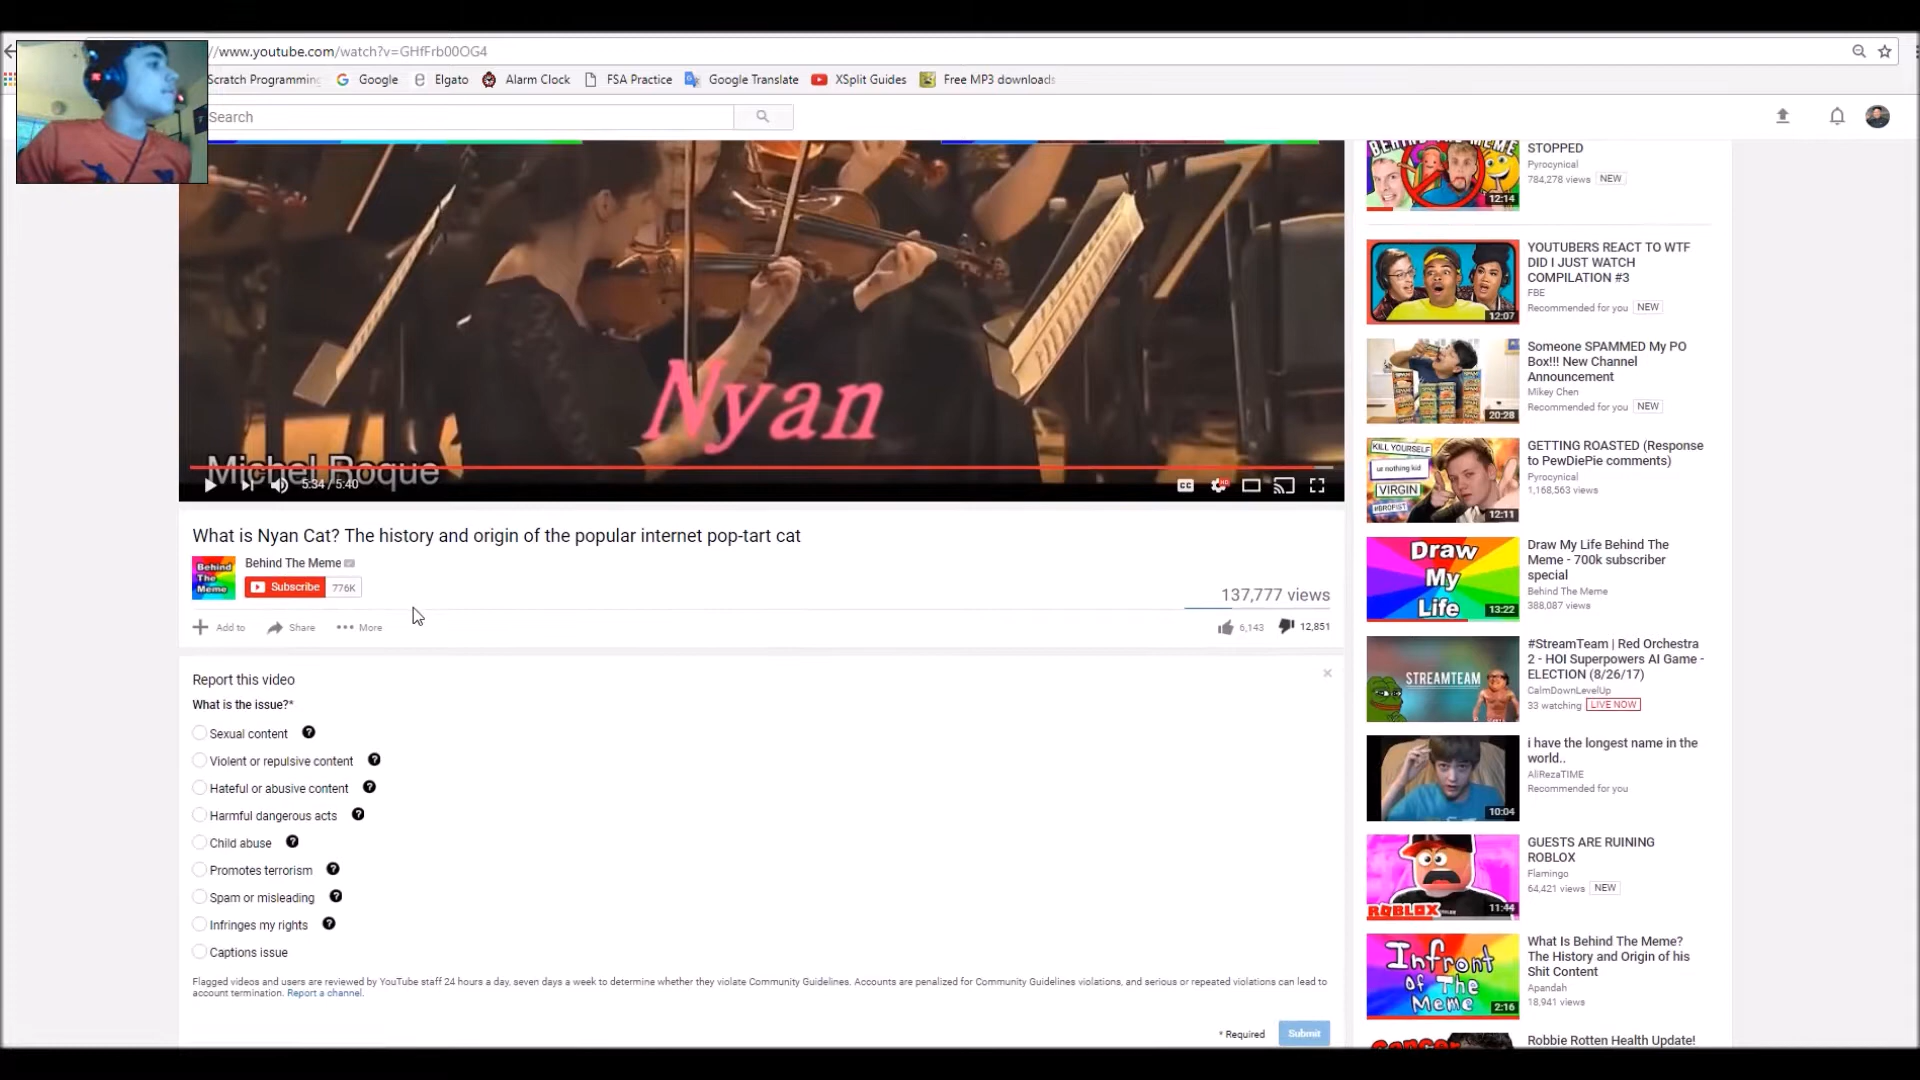 //www.youtube.com/watch?v=GHfFrb00OG4
Scratch Programming
Google
Elgato
Alarm Clock
FSA Practice
Google Translate
XSplit Guides
Free MP3 downloads
Search
Nyan
Michel Roque
5:34 / 5:40
What is Nyan Cat? The history and origin of the popular internet pop-tart cat
Behind The Meme
Behind The Meme
Subscribe 776K
137,777 views
Add to
Share
More
6,143
12,851
Report this video
What is the issue?*
Sexual content
Violent or repulsive content
Hateful or abusive content
Harmful dangerous acts
Child abuse
Promotes terrorism
Spam or misleading
Infringes my rights
Captions issue
Flagged videos and users are reviewed by YouTube staff 24 hours a day, seven days a week to determine whether they violate Community Guidelines. Accounts are penalized for Community Guidelines violations, and serious or repeated violations can lead to
account termination. Report a channel.
* Required
Submit
BEHIND THE MEME
12:14
STOPPED
Pyrocynical
784,278 views NEW
12:07
YOUTUBERS REACT TO WTF
DID I JUST WATCH
COMPILATION #3
FBE
Recommended for you NEW
20:28
Someone SPAMMED My PO
Box!!! New Channel
Announcement
Mikey Chen
Recommended for you NEW
KILL YOURSELF
ur nothing kid
VIRGIN
#BROFIST
12:11
GETTING ROASTED (Response
to PewDiePie comments)
Pyrocynical
1,168,563 views
Draw
My
Life
13:22
Draw My Life Behind The
Meme - 700k subscriber
special
Behind The Meme
388,087 views
STREAMTEAM
#StreamTeam | Red Orchestra
2 - HOI Superpowers AI Game -
ELECTION (8/26/17)
CalmDownLevelUp
33 watching LIVE NOW
10:04
i have the longest name in the
world..
AliRezaTIME
Recommended for you
ROBLOX
11:44
GUESTS ARE RUINING
ROBLOX
Flamingo
64,421 views NEW
Infront
Of The
Meme
2:16
What Is Behind The Meme?
The History and Origin of his
Shit Content
Apandah
18,941 views
Cancer
Robbie Rotten Health Update!